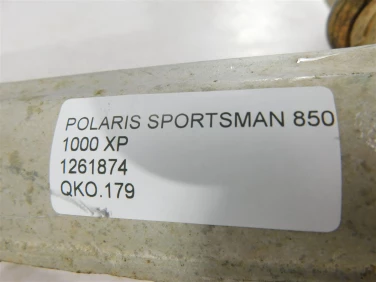 POLARIS SPORTSMAN 850
1000 XP
1261874
QKO.179